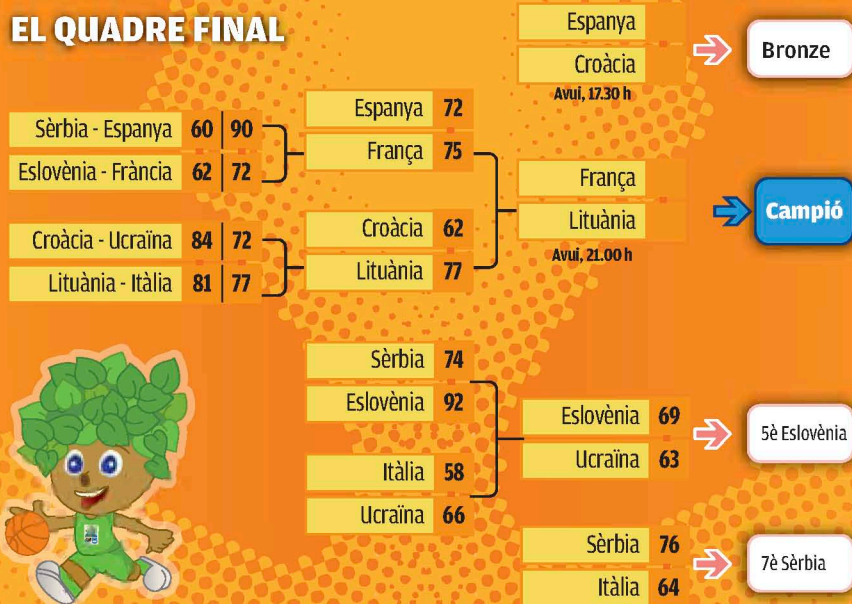 EL QUADRE FINAL
Sèrbia - Espanya 60 90
Eslovènia - Frància 62 72
Croàcia - Ucraïna 84 72
Lituània - Itàlia 81 77
Espanya 72
França 75
Croàcia 62
Lituània 77
Espanya
Croàcia
Avui, 17.30 h
Bronze
França
Lituània
Avui, 21.00 h
Campió
Sèrbia 74
Eslovènia 92
Itàlia 58
Ucraïna 66
Eslovènia 69
Ucraïna 63
5è Eslovènia
Sèrbia 76
Itàlia 64
7è Sèrbia